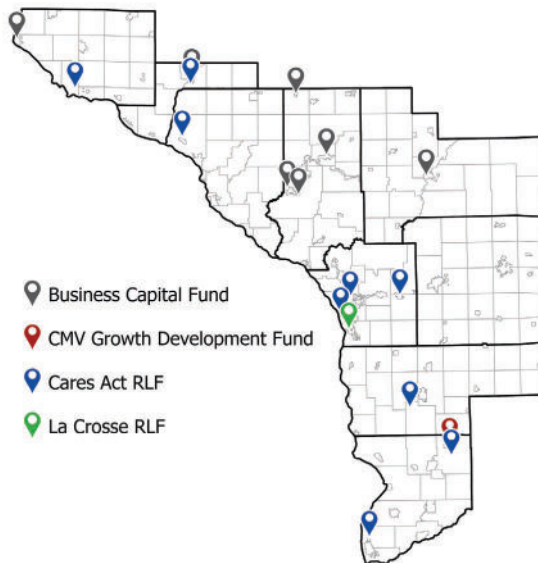 Business Capital Fund
CMV Growth Development Fund
Cares Act RLF
La Crosse RLF